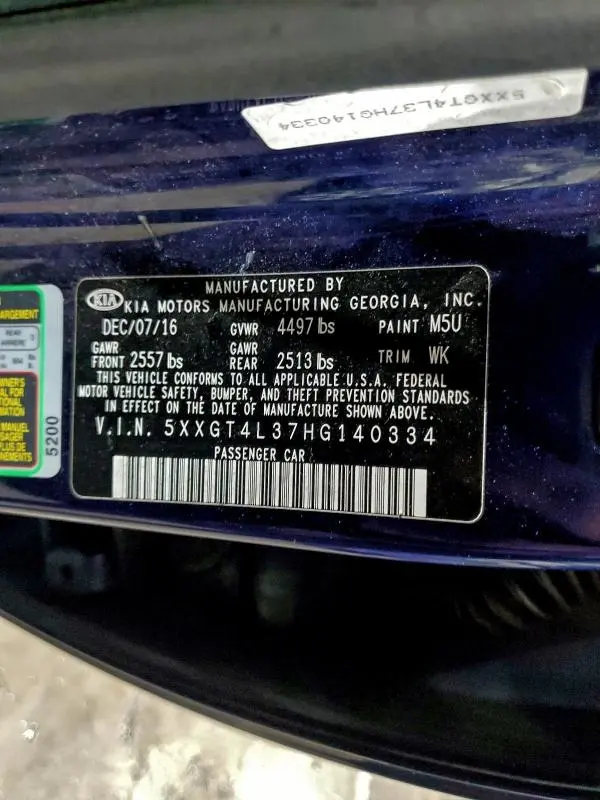 5XXGT4L37HG140334
MANUFACTURED BY
KIA KIA MOTORS MANUFACTURING GEORGIA, INC.
DEC/07/16 GVWR 4497 lbs PAINT M5U
GAWR FRONT 2557 lbs GAWR REAR 2513 lbs TRIM WK
THIS VEHICLE CONFORMS TO ALL APPLICABLE U.S.A. FEDERAL
MOTOR VEHICLE SAFETY, BUMPER, AND THEFT PREVENTION STANDARDS
IN EFFECT ON THE DATE OF MANUFACTURE SHOWN ABOVE.
V.I.N. 5XXGT4L37HG140334
PASSENGER CAR
5200